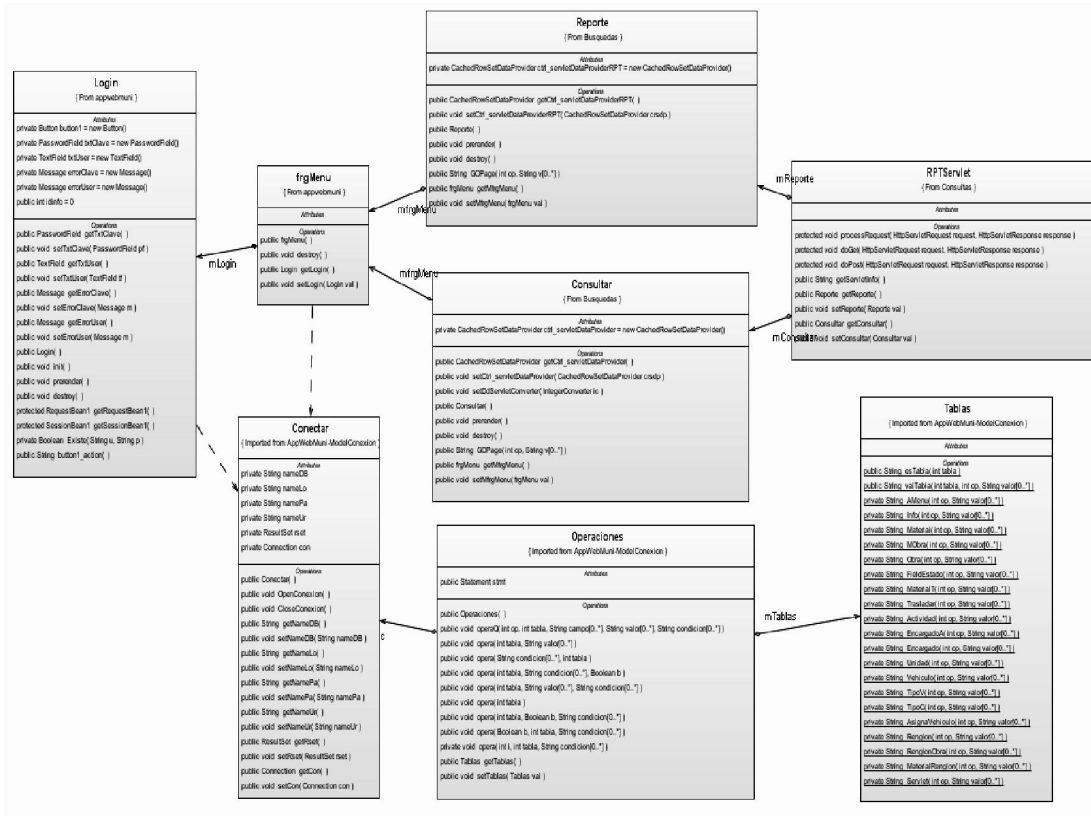 Login
{ From appwebmuni }
Attributes
private Button button1 = new Button()
private PasswordField txtClave = new PasswordField()
private TextField txtUser = new TextField()
private Message errorClave = new Message()
private Message errorUser = new Message()
public int idinfo = 0
Operations
public PasswordField getTxtClave( )
public void setTxtClave( PasswordField pf )
public TextField getTxtUser( )
public void setTxtUser( TextField tf )
public Message getErrorClave( )
public void setErrorClave( Message m )
public Message getErrorUser( )
public void setErrorUser( Message m )
public Login( )
public void init( )
public void prerender( )
public void destroy( )
protected RequestBean1 getRequestBean1( )
protected SessionBean1 getSessionBean1( )
private Boolean Existe( String u, String p )
public String button1_action( )
mLogin
frgMenu
{ From appwebmuni }
Attributes
Operations
public frgMenu( )
public void destroy( )
public Login getLogin( )
public void setLogin( Login val )
Reporte
{ From Busquedas }
Attributes
private CachedRowSetDataProvider ctrl_servletDataProviderRPT = new CachedRowSetDataProvider()
Operations
public CachedRowSetDataProvider getCtrl_servletDataProviderRPT( )
public void setCtrl_servletDataProviderRPT( CachedRowSetDataProvider crsdp )
public Reporte( )
public void prerender( )
public void destroy( )
public String GOPage( int op, String v[0..*] )
public frgMenu getMfrgMenu( )
public void setMfrgMenu( frgMenu val )
mfrgMenu
mfrgMenu
Consultar
{ From Busquedas }
Attributes
private CachedRowSetDataProvider ctrl_servletDataProvider = new CachedRowSetDataProvider()
Operations
public CachedRowSetDataProvider getCtrl_servletDataProvider( )
public void setCtrl_servletDataProvider( CachedRowSetDataProvider crsdp )
public void setDdServletConverter( IntegerConverter ic )
public Consultar( )
public void prerender( )
public void destroy( )
public String GOPage( int op, String v[0..*] )
public frgMenu getMfrgMenu( )
public void setMfrgMenu( frgMenu val )
mReporte
RPTServlet
{ From Consultas }
Attributes
Operations
protected void processRequest( HttpServletRequest request, HttpServletResponse response )
protected void doGet( HttpServletRequest request, HttpServletResponse response )
protected void doPost( HttpServletRequest request, HttpServletResponse response )
public String getServletInfo( )
public Reporte getReporte( )
public void setReporte( Reporte val )
public Consultar getConsultar( )
void setConsultar( Consultar val )
mConsultar
Conectar
{ Imported from AppWebMuni-ModelConexion }
Attributes
private String nameDB
private String nameLo
private String namePa
private String nameUr
private ResultSet rset
private Connection con
Operations
public Conectar( )
public void OpenConexion( )
public void CloseConexion( )
public String getNameDB( )
public void setNameDB( String nameDB )
public String getNameLo( )
public void setNameLo( String nameLo )
public String getNamePa( )
public void setNamePa( String namePa )
public String getNameUr( )
public void setNameUr( String nameUr )
public ResultSet getRset( )
public void setRset( ResultSet rset )
public Connection getCon( )
public void setCon( Connection con )
c
Operaciones
{ Imported from AppWebMuni-ModelConexion }
Attributes
public Statement stmt
Operations
public Operaciones( )
public void operaQ( int op, int tabla, String campo[0..*], String valor[0..*], String condicion[0..*] )
public void opera( int tabla, String valor[0..*] )
public void opera( String condicion[0..*], int tabla )
public void opera( int tabla, String condicion[0..*], Boolean b )
public void opera( int tabla, String valor[0..*], String condicion[0..*] )
public void opera( int tabla )
public void opera( int tabla, Boolean b, String condicion[0..*] )
public void opera( Boolean b, int tabla, String condicion[0..*] )
private void opera( int i, int tabla, String condicion[0..*] )
public Tablas getTablas( )
public void setTablas( Tablas val )
mTablas
Tablas
{ Imported from AppWebMuni-ModelConexion }
Attributes
Operations
public String esTabla( int tabla )
public String valTabla( int tabla, int op, String valor[0..*] )
private String AMenu( int op, String valor[0..*] )
private String Info( int op, String valor[0..*] )
private String Material( int op, String valor[0..*] )
private String MObra( int op, String valor[0..*] )
private String Obra( int op, String valor[0..*] )
private String FieldEstado( int op, String valor[0..*] )
private String MaterialT( int op, String valor[0..*] )
private String Trasladar( int op, String valor[0..*] )
private String Actividad( int op, String valor[0..*] )
private String EncargadoA( int op, String valor[0..*] )
private String Encargado( int op, String valor[0..*] )
private String Unidad( int op, String valor[0..*] )
private String Vehiculo( int op, String valor[0..*] )
private String TipoV( int op, String valor[0..*] )
private String TipoC( int op, String valor[0..*] )
private String AsignaVehiculo( int op, String valor[0..*] )
private String Renglon( int op, String valor[0..*] )
private String RenglonObra( int op, String valor[0..*] )
private String MaterialRenglon( int op, String valor[0..*] )
private String Servlet( int op, String valor[0..*] )